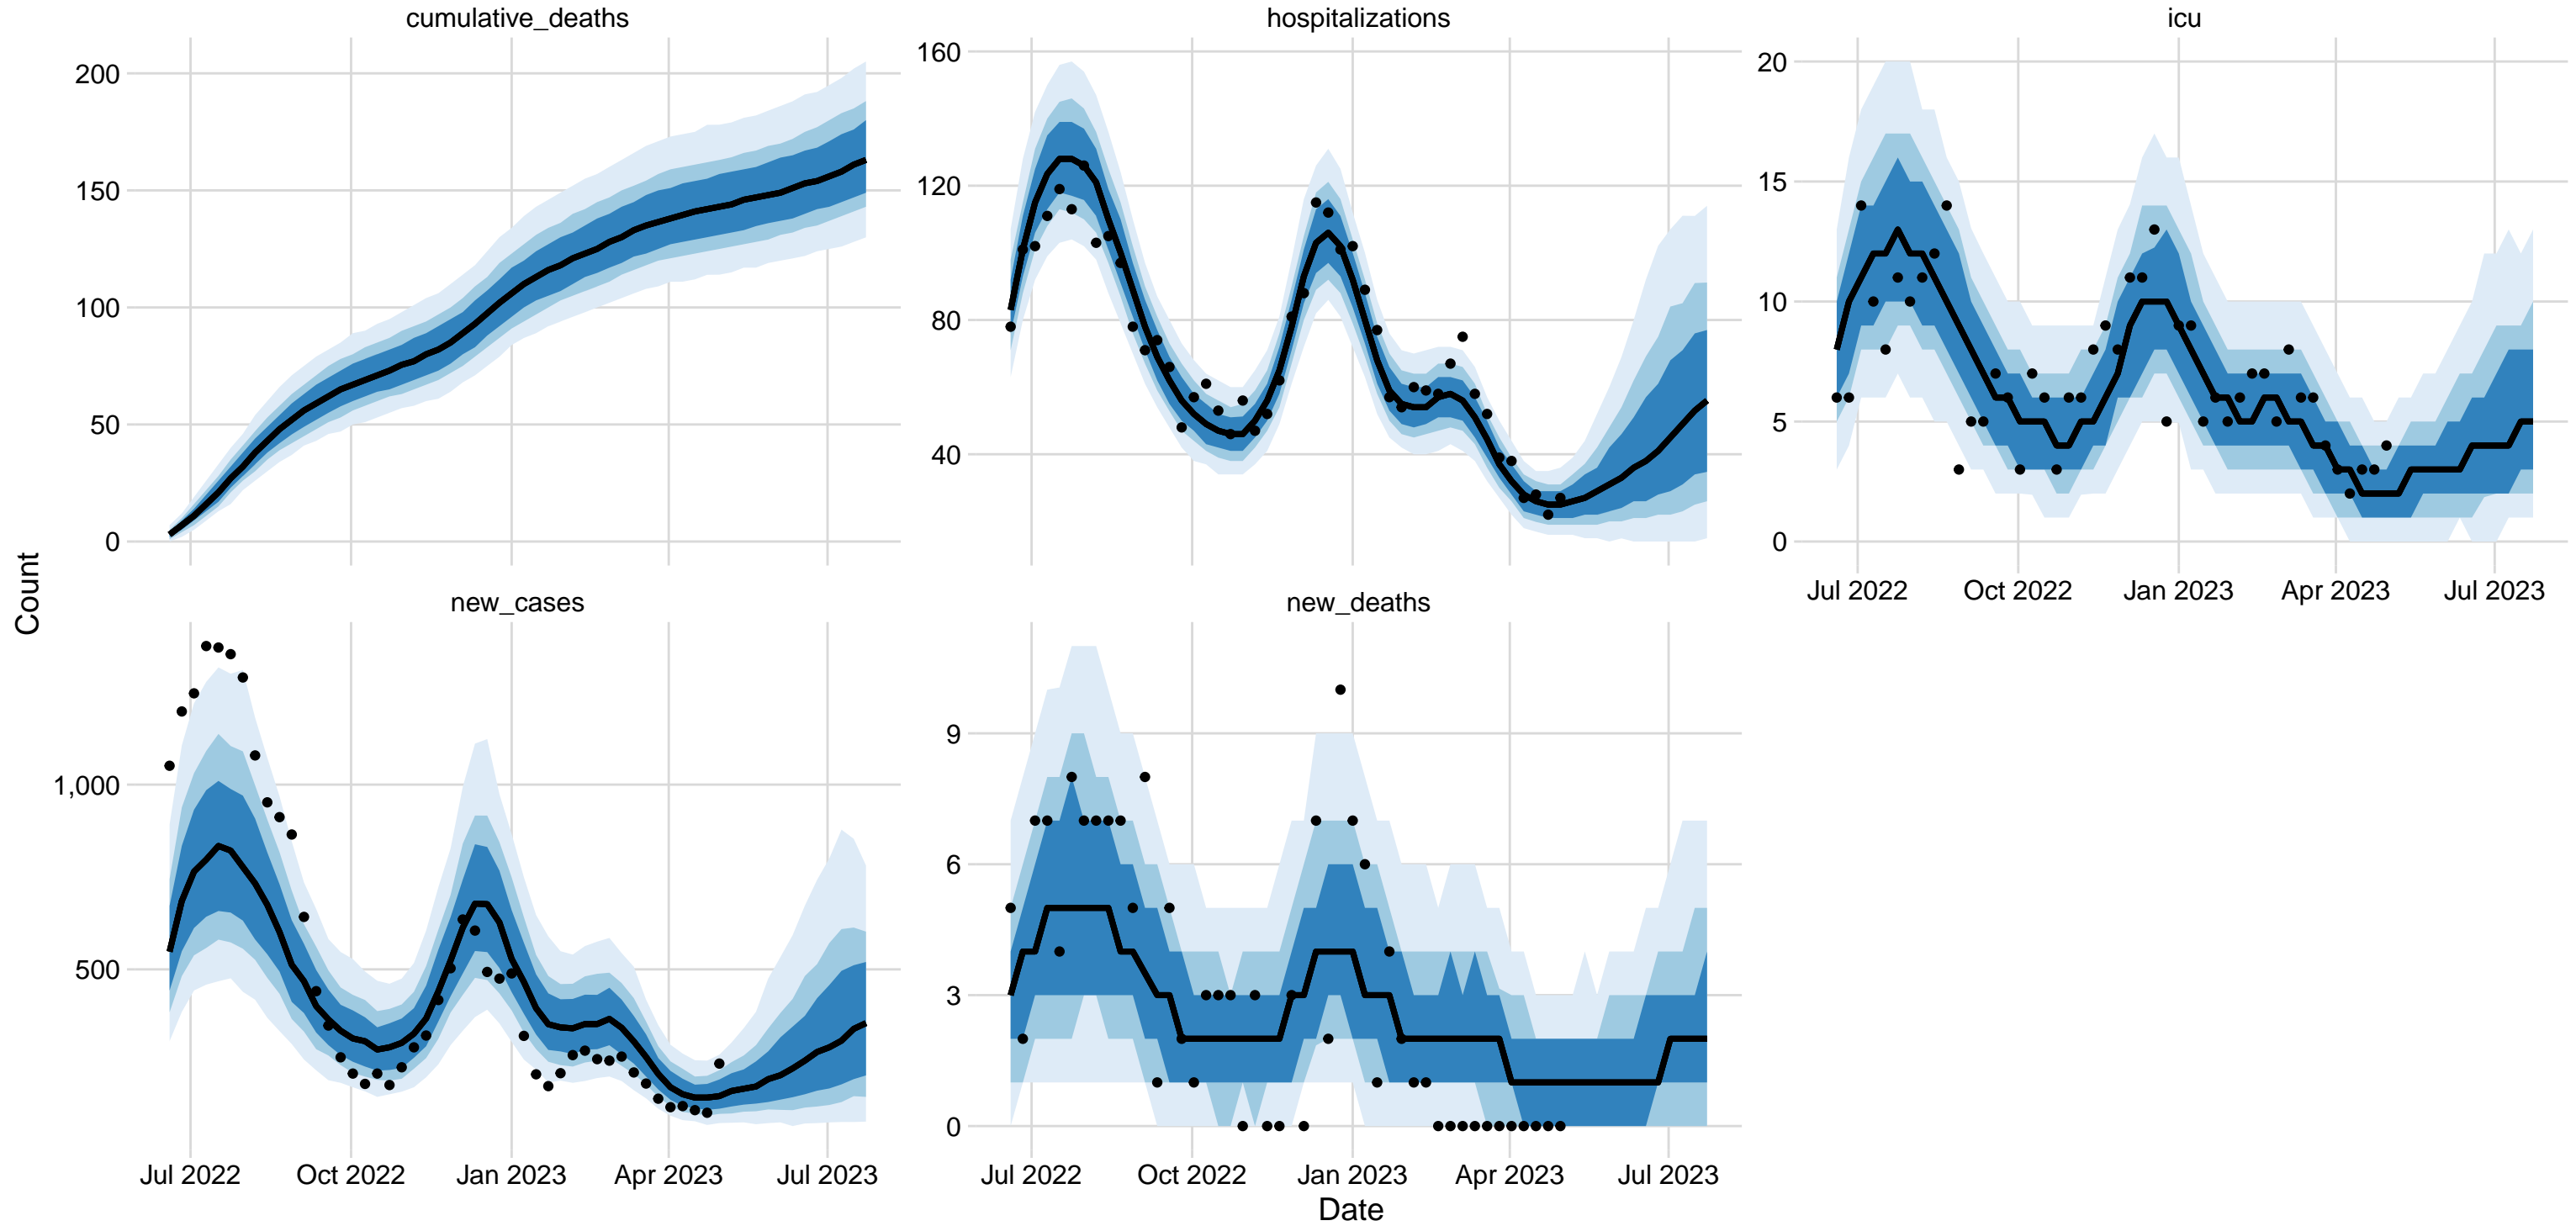 cumulative_deaths
hospitalizations
icu
200
150
100
50
0
160
120
80
40
20
15
10
5
0
Jul 2022
Oct 2022
Jan 2023
Apr 2023
Jul 2023
Count
new_cases
new_deaths
1,000
500
9
6
3
0
Jul 2022
Oct 2022
Jan 2023
Apr 2023
Jul 2023
Jul 2022
Oct 2022
Jan 2023
Apr 2023
Jul 2023
Date